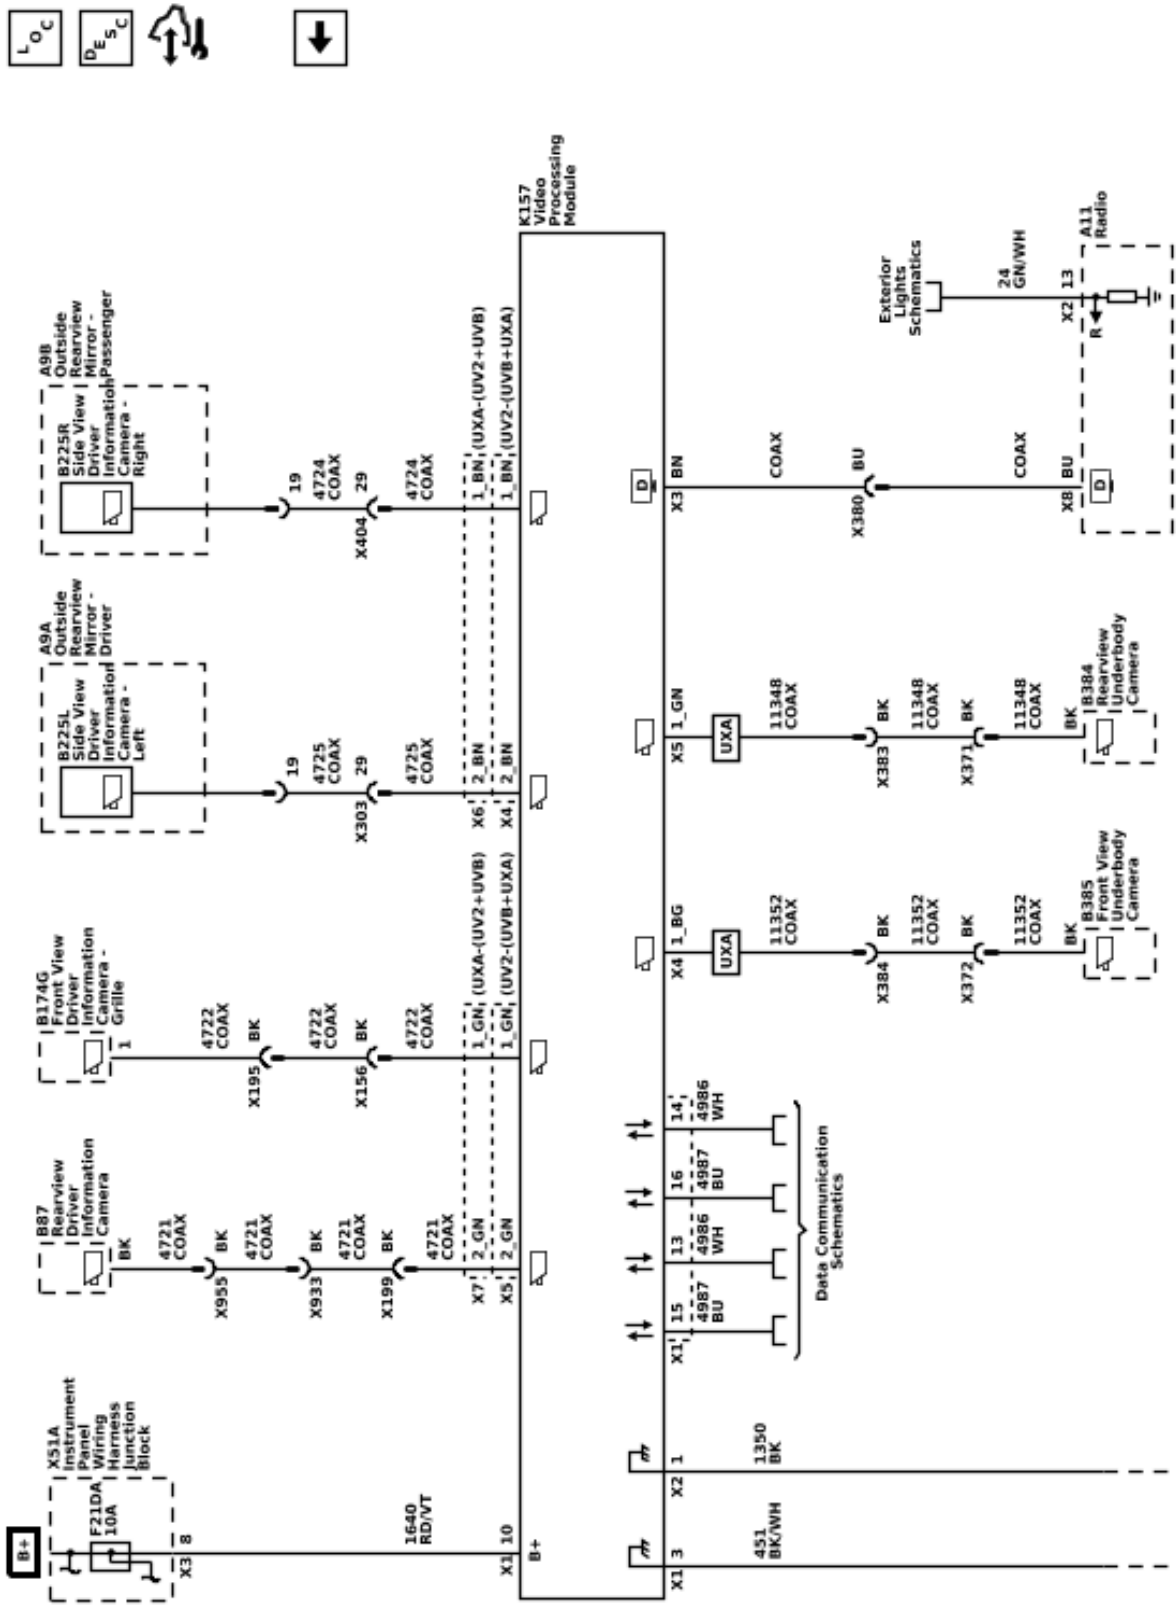 B+
X51A
Instrument
Panel
Wiring
Harness
Junction
Block
F21DA
10A
X3
8
1640
RD/VT
X1
10
B+
B87
Rearview
Driver
Information
Camera
BK
4721
COAX
X955
BK
4721
COAX
X933
BK
4721
COAX
X199
BK
4721
COAX
X7
2_GN
X5
2_GN
B174G
Front View
Driver
Information
Camera -
Grille
1
4722
COAX
X195
BK
4722
COAX
X156
BK
4722
COAX
1_GN
(UXA-(UV2+UVB)
1_GN
(UV2-(UVB+UXA)
A9A
Outside
Rearview
Mirror -
Driver
B225L
Side View
Driver
Information
Camera -
Left
19
4725
COAX
X303
29
4725
COAX
X6
2_BN
X4
2_BN
A9B
Outside
Rearview
Mirror -
Passenger
B225R
Side View
Driver
Information
Camera -
Right
19
4724
COAX
X404
29
4724
COAX
1_BN
(UXA-(UV2+UVB)
1_BN
(UV2-(UVB+UXA)
K157
Video
Processing
Module
LOC
DESC
X1
3
451
BK/WH
X2
1
1350
BK
X1
15
4987
BU
13
4986
WH
16
4987
BU
14
4986
WH
Data Communication
Schematics
X4
1_BG
UXA
11352
COAX
X384
BK
11352
COAX
X372
BK
11352
COAX
BK
B385
Front View
Underbody
Camera
X5
1_GN
UXA
11348
COAX
X383
BK
11348
COAX
X371
BK
11348
COAX
BK
B384
Rearview
Underbody
Camera
D
X3
BN
COAX
X380
BU
COAX
X8
BU
D
Exterior
Lights
Schematics
24
GN/WH
X2
13
R
A11
Radio